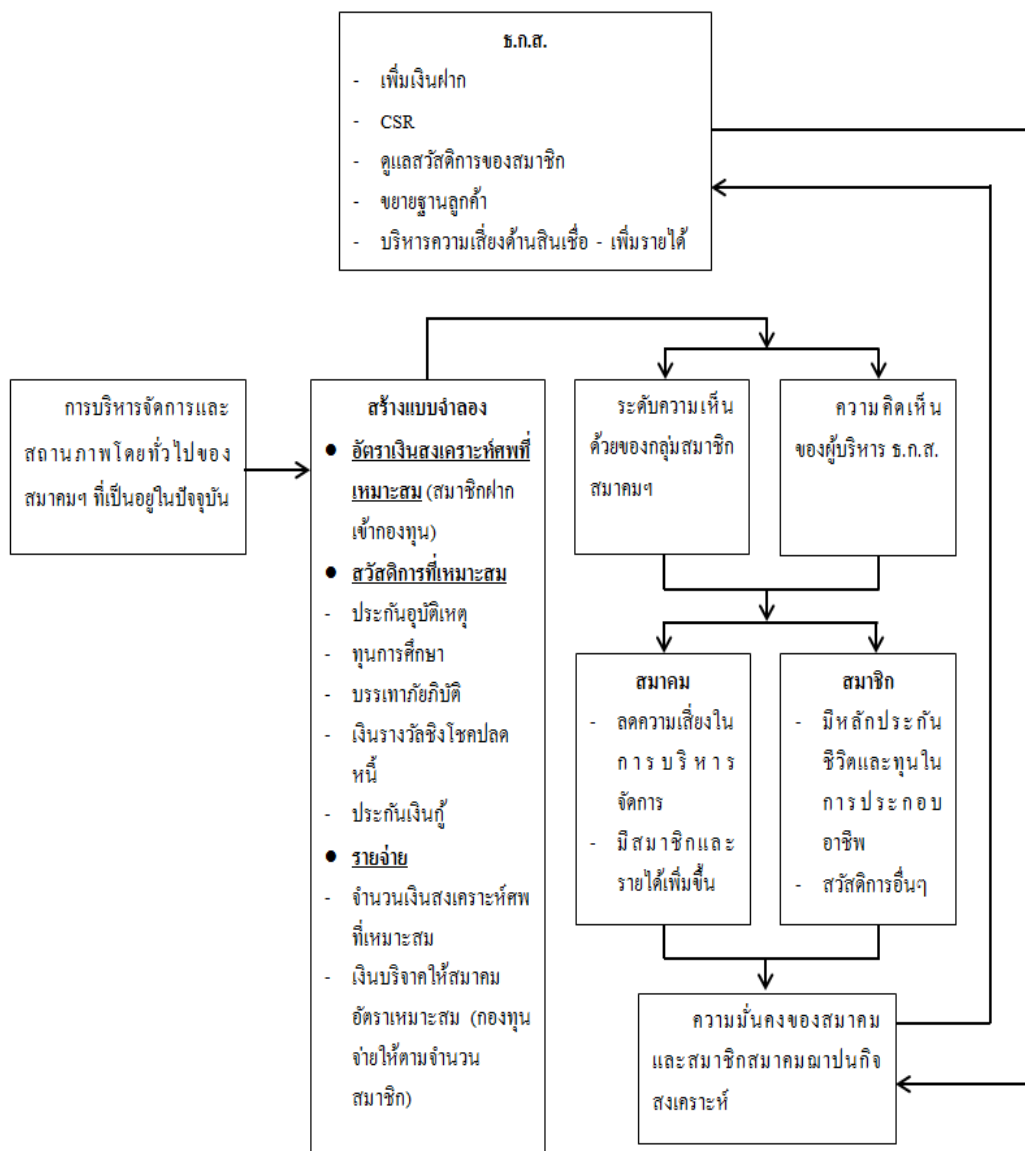 ธ.ก.ส.
- เพิ่มเงินฝาก
- CSR
- ดูแลสวัสดิการของสมาชิก
- ขยายฐานลูกค้า
- บริหารความเสี่ยงด้านสินเชื่อ - เพิ่มรายได้
การบริหารจัดการและ
สถานภาพโดยทั่วไปของ
สมาคมฯ ที่เป็นอยู่ในปัจจุบัน
สร้างแบบจำลอง
● อัตราเงินสงเคราะห์ศพที่
เหมาะสม (สมาชิกฝาก
เข้ากองทุน)
● สวัสดิการที่เหมาะสม
- ประกันอุบัติเหตุ
- ทุนการศึกษา
- บรรเทาภัยภิบัติ
- เงินรางวัลชิงโชคปลด
หนี้
- ประกันเงินกู้
● รายจ่าย
- จำนวนเงินสงเคราะห์ศพ
ที่เหมาะสม
- เงินบริจาคให้สมาคม
อัตราเหมาะสม (กองทุน
จ่ายให้ตามจำนวน
สมาชิก)
ระดับความเห็น
ด้วยของกลุ่มสมาชิก
สมาคมฯ
ความคิดเห็น
ของผู้บริหาร ธ.ก.ส.
สมาคม
- ลดความเสี่ยงใน
การบริหาร
จัดการ
- มีสมาชิกและ
รายได้เพิ่มขึ้น
สมาชิก
- มีหลักประกัน
ชีวิตและทุนใน
การประกอบ
อาชีพ
- สวัสดิการอื่นๆ
ความมั่นคงของสมาคม
และสมาชิกสมาคมฌาปนกิจ
สงเคราะห์